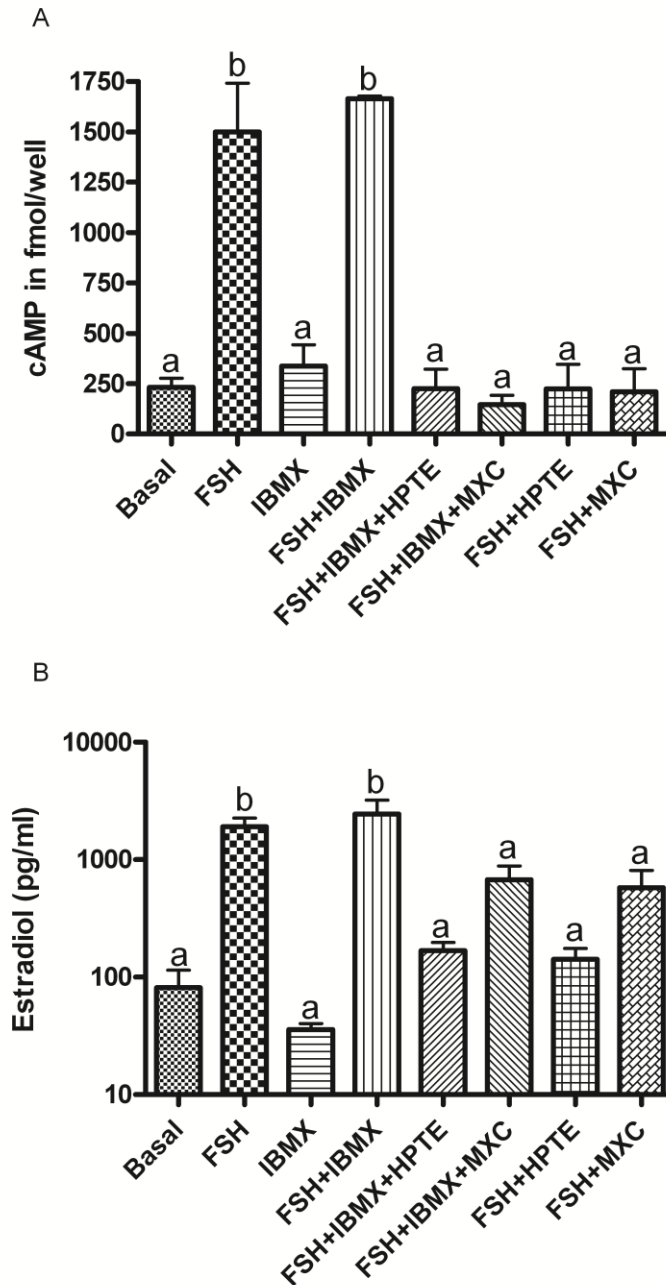 A
b
b
1750
1500
1250
1000
750
500
250
0
cAMP in fmol/well
a
a
a
a
a
a
Basal
FSH
IBMX
FSH+IBMX
FSH+IBMX+HPTE
FSH+IBMX+MXC
FSH+HPTE
FSH+MXC
B
10000
1000
100
10
Estradiol (pg/ml)
a
b
a
b
a
a
a
a
Basal
FSH
IBMX
FSH+IBMX
FSH+IBMX+HPTE
FSH+IBMX+MXC
FSH+HPTE
FSH+MXC